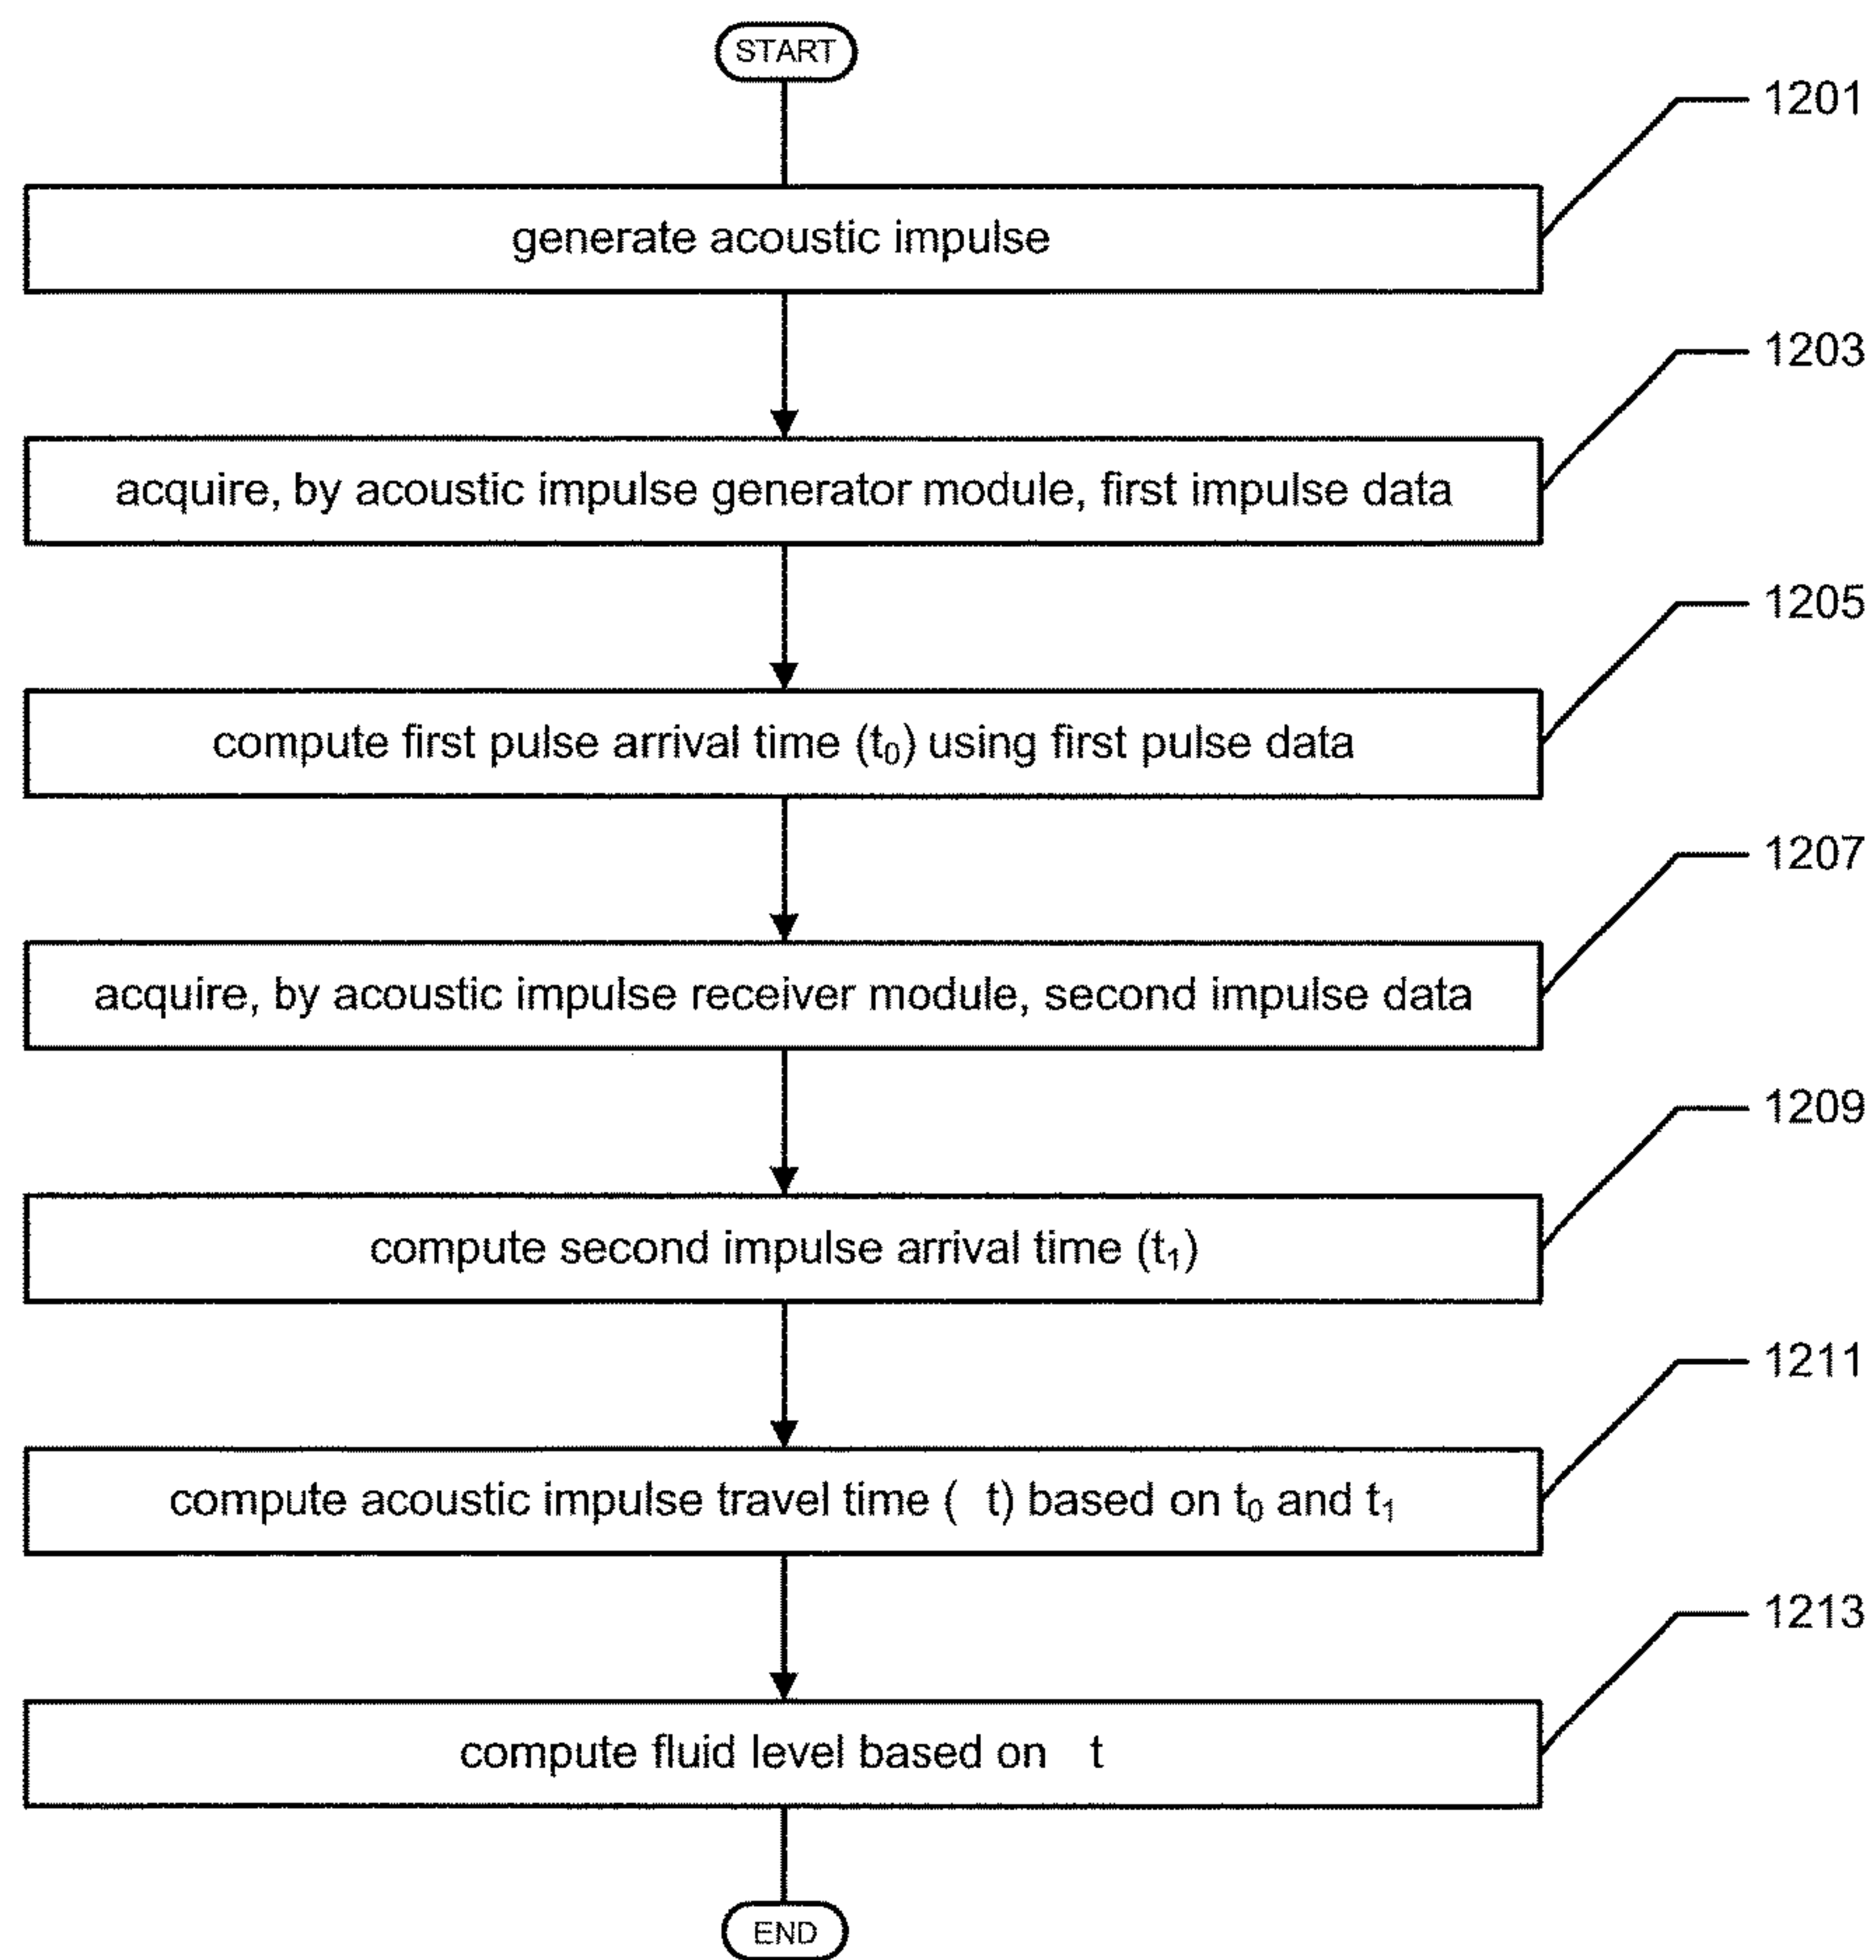 START
1201
generate acoustic impulse
1203
acquire, by acoustic impulse generator module, first impulse data
1205
compute first pulse arrival time (t₀) using first pulse data
1207
acquire, by acoustic impulse receiver module, second impulse data
1209
compute second impulse arrival time (t₁)
1211
compute acoustic impulse travel time ( t) based on t₀ and t₁
1213
compute fluid level based on t
END